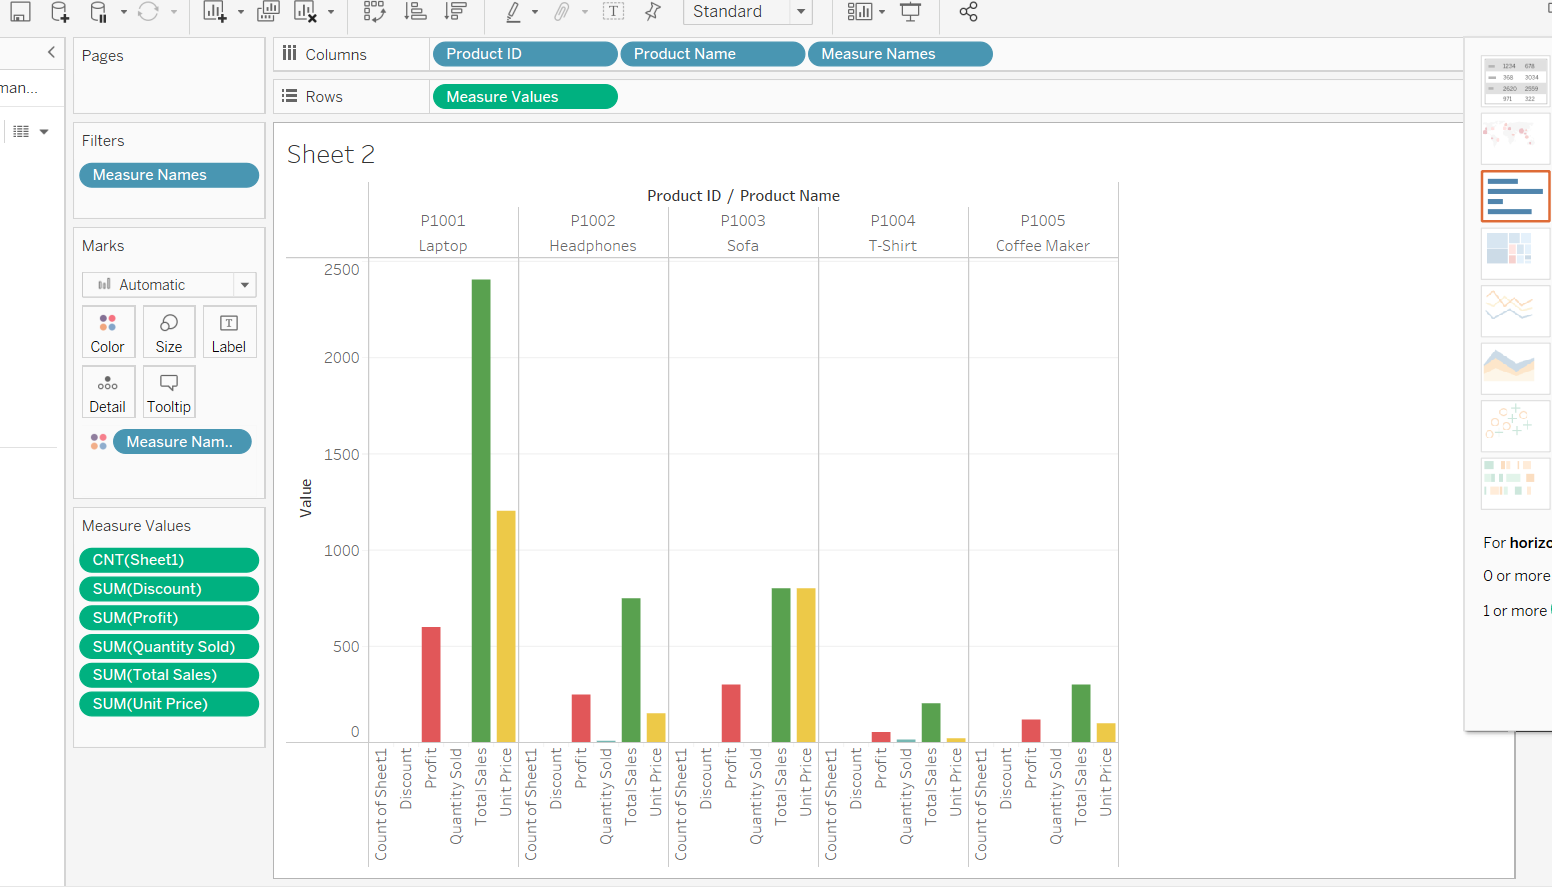 Standard
man...
Pages
Columns
Product ID
Product Name
Measure Names
Rows
Measure Values
Filters
Measure Names
Marks
Automatic
Color
Size
Label
Detail
Tooltip
Measure Nam..
Measure Values
CNT(Sheet1)
SUM(Discount)
SUM(Profit)
SUM(Quantity Sold)
SUM(Total Sales)
SUM(Unit Price)
Sheet 2
Product ID / Product Name
P1001 P1002 P1003 P1004 P1005
Laptop Headphones Sofa T-Shirt Coffee Maker
2500
2000
1500
1000
500
0
Value
Count of Sheet1
Discount
Profit
Quantity Sold
Total Sales
Unit Price
Count of Sheet1
Discount
Profit
Quantity Sold
Total Sales
Unit Price
Count of Sheet1
Discount
Profit
Quantity Sold
Total Sales
Unit Price
Count of Sheet1
Discount
Profit
Quantity Sold
Total Sales
Unit Price
Count of Sheet1
Discount
Profit
Quantity Sold
Total Sales
Unit Price
1234 678
368 3034
2620 2559
971 322
For horizo
0 or more
1 or more